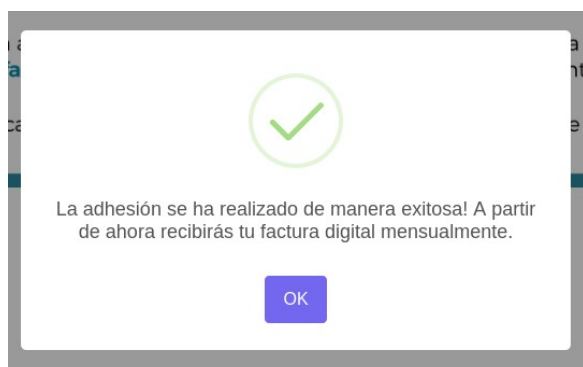 La adhesión se ha realizado de manera exitosa! A partir
de ahora recibirás tu factura digital mensualmente.
OK